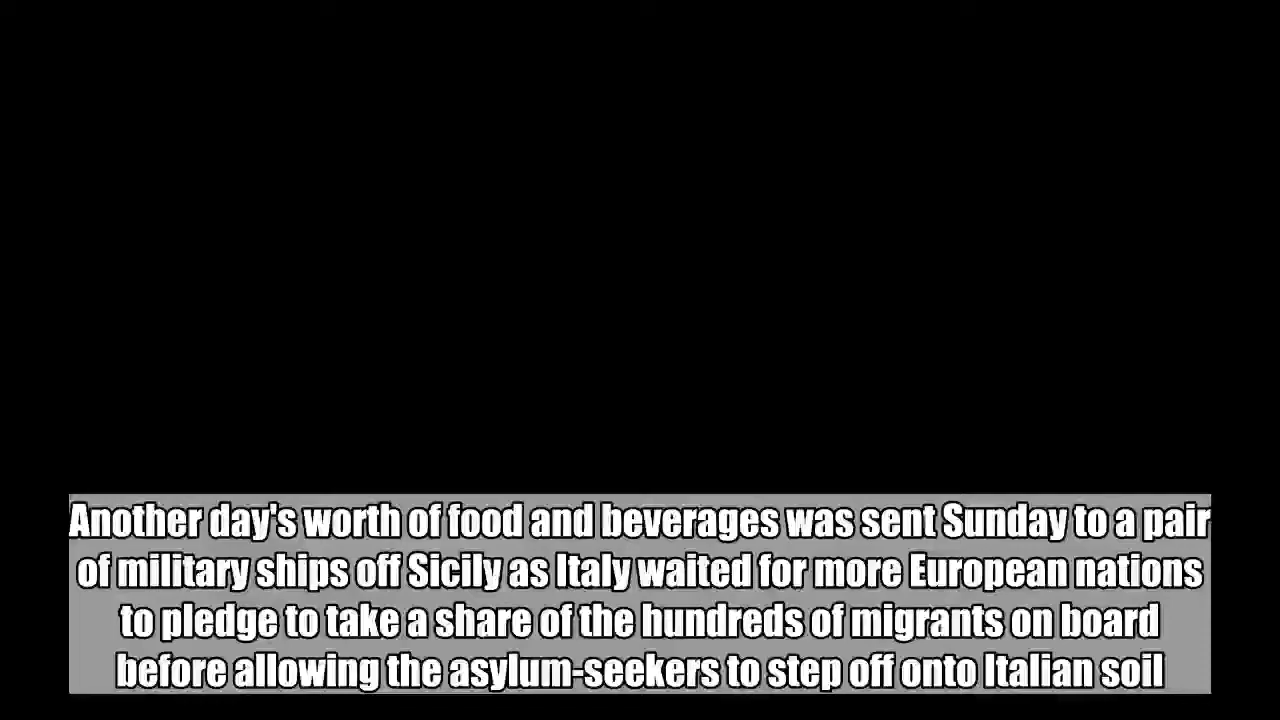 Another day's worth of food and beverages was sent Sunday to a pair
of military ships off Sicily as Italy waited for more European nations
to pledge to take a share of the hundreds of migrants on board
before allowing the asylum-seekers to step off onto Italian soil